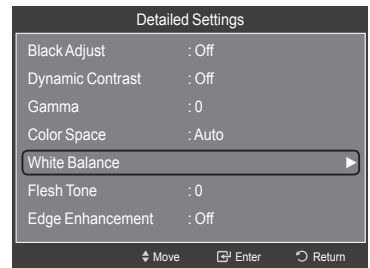 Detailed Settings
Black Adjust : Off
Dynamic Contrast : Off
Gamma : 0
Color Space : Auto
White Balance
Flesh Tone : 0
Edge Enhancement : Off
Move Enter Return